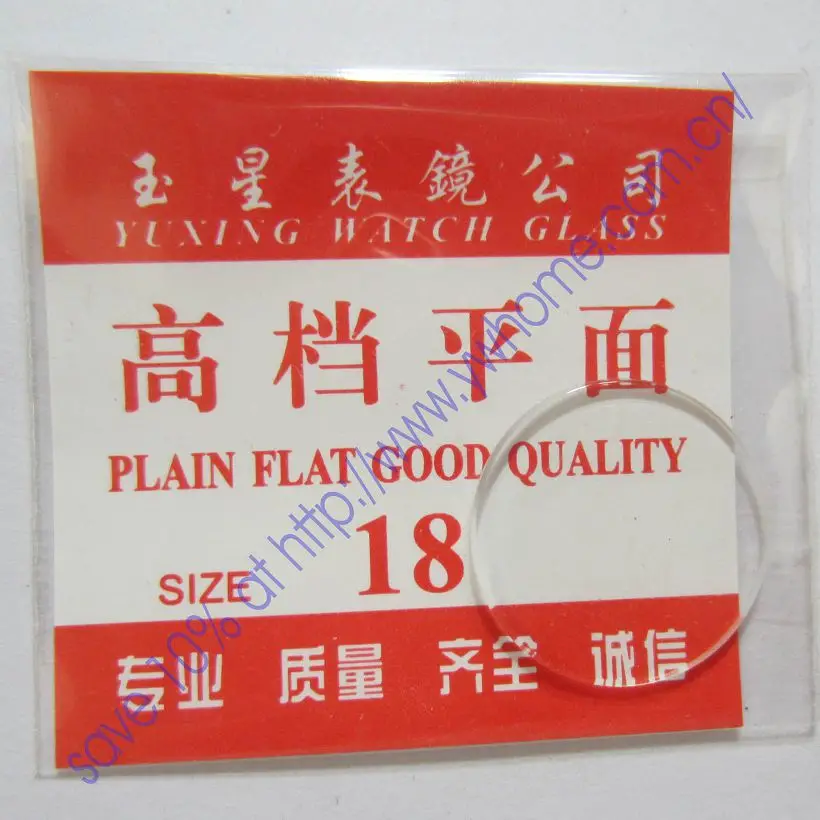 玉星表鏡公司
YUXING WATCH GLASS
高档平面
PLAIN FLAT GOOD QUALITY
SIZE 18
专业 质量 齐全 诚信
save 10% at http://www.ywhome.com.cn/